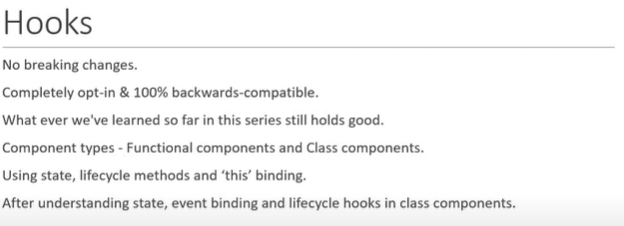 Hooks
No breaking changes.
Completely opt-in & 100% backwards-compatible.
What ever we've learned so far in this series still holds good.
Component types - Functional components and Class components.
Using state, lifecycle methods and ‘this’ binding.
After understanding state, event binding and lifecycle hooks in class components.